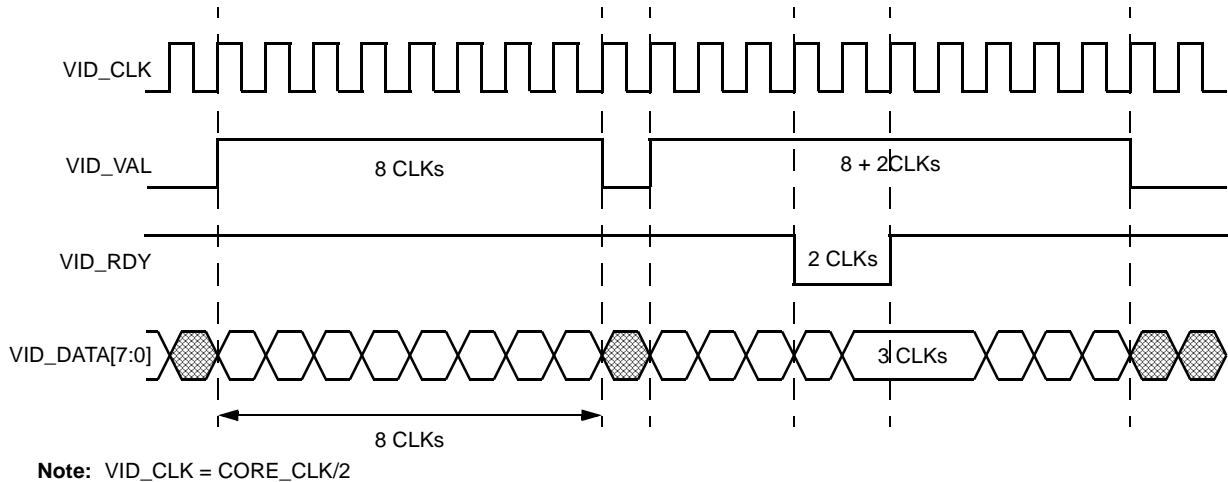 VID_CLK
VID_VAL
8 CLKs
8 + 2CLKs
VID_RDY
2 CLKs
VID_DATA[7:0]
3 CLKs
8 CLKs
Note: VID_CLK = CORE_CLK/2